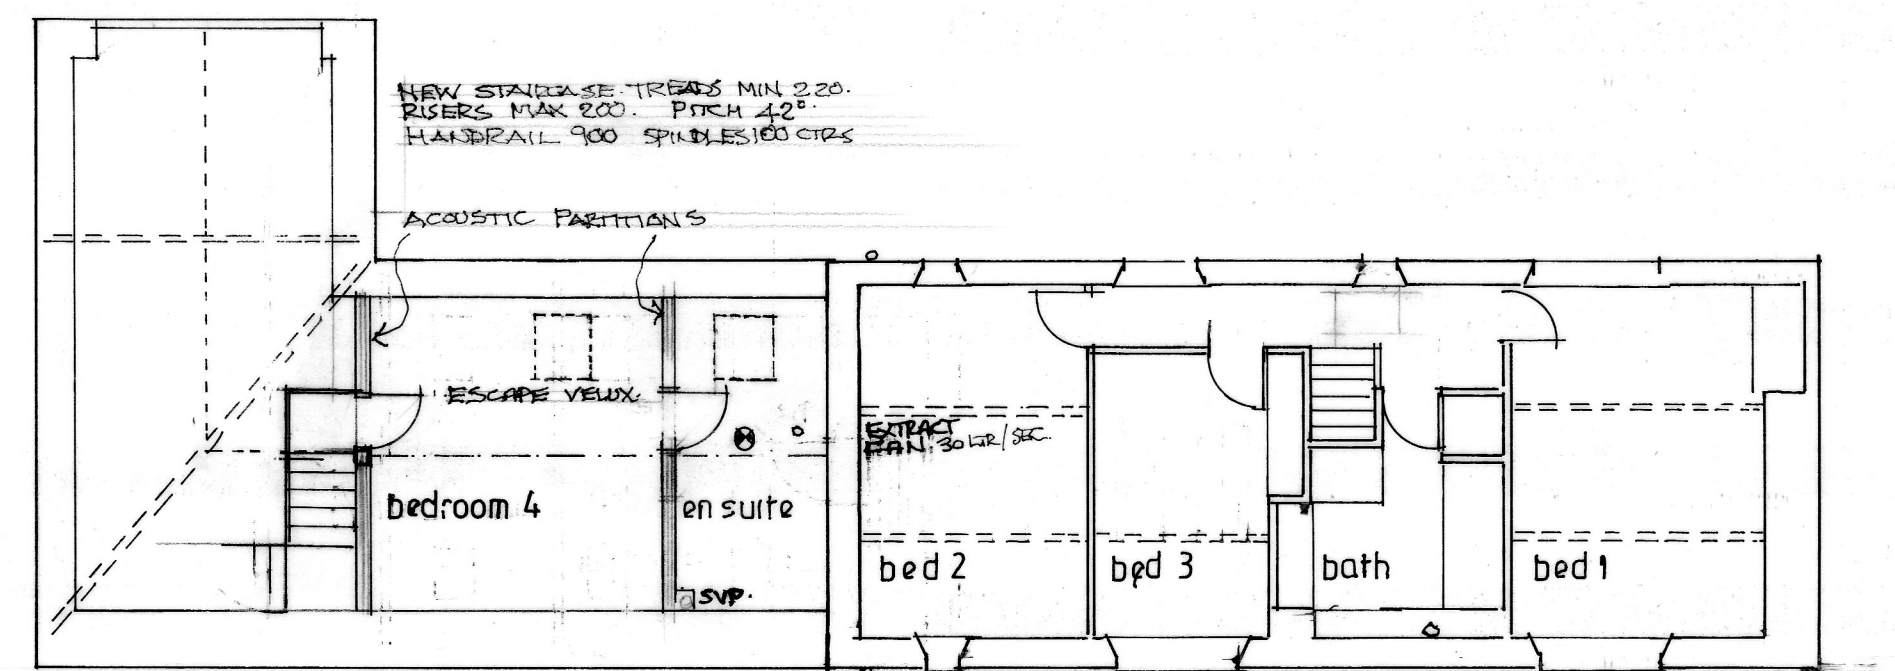 NEW STAIRCASE. TREADS MIN 220.
RISERS MAX 200. PITCH 42°.
HANDRAIL 900 SPINDLES 100 CTRS
ACOUSTIC PARTITIONS
ESCAPE VELUX.
EXTRACT
FAN. 30 LTR/SEC.
bedroom 4
en suite
bed 2
bed 3
bath
bed 1
SVP.